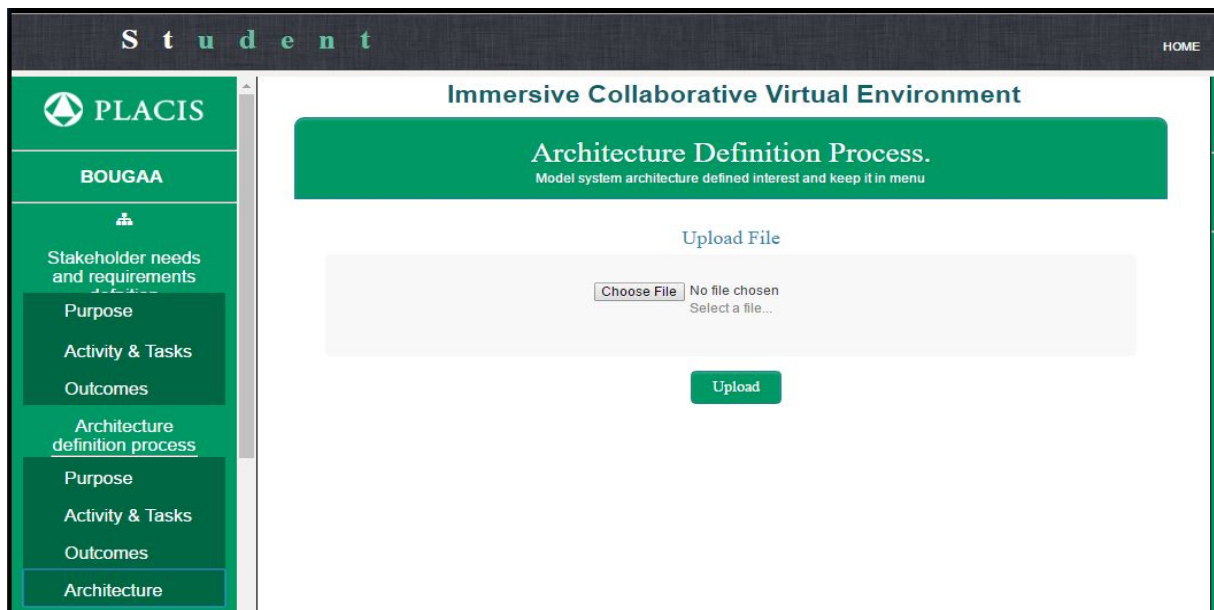 Student
HOME
PLACIS
BOUGAA
Stakeholder needs
and requirements
Purpose
Activity & Tasks
Outcomes
Architecture
definition process
Purpose
Activity & Tasks
Outcomes
Architecture
Immersive Collaborative Virtual Environment
Architecture Definition Process.
Model system architecture defined interest and keep it in menu
Upload File
Choose File No file chosen
Select a file...
Upload